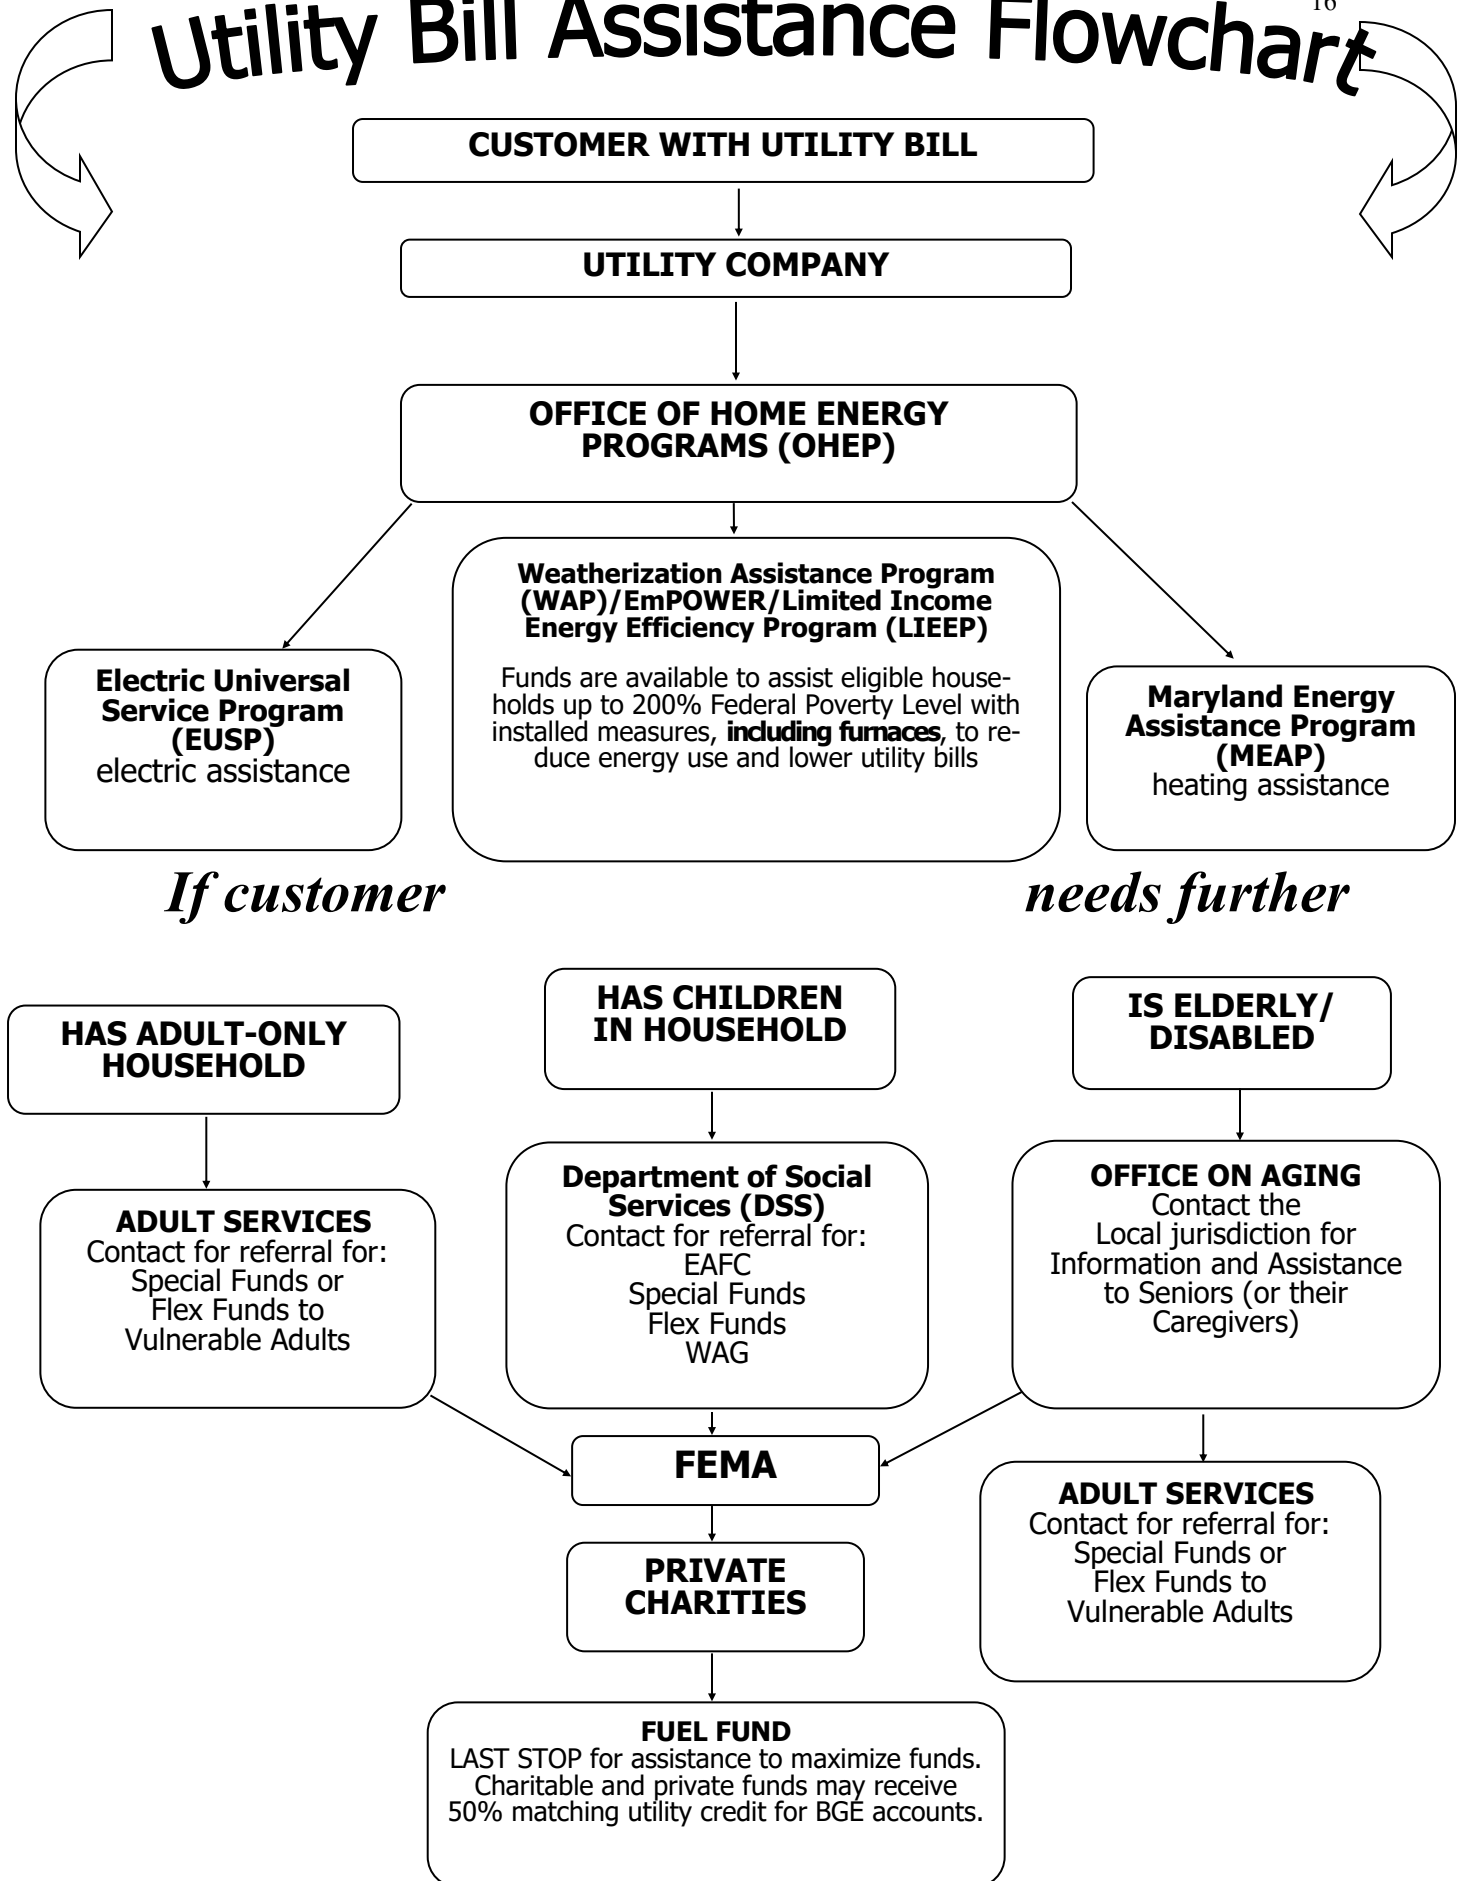 16
Utility Bill Assistance Flowchart
CUSTOMER WITH UTILITY BILL
UTILITY COMPANY
OFFICE OF HOME ENERGY
PROGRAMS (OHEP)
Electric Universal
Service Program
(EUSP)
electric assistance
Weatherization Assistance Program
(WAP)/EmPOWER/Limited Income
Energy Efficiency Program (LIEEP)
Funds are available to assist eligible house-
holds up to 200% Federal Poverty Level with
installed measures, including furnaces, to re-
duce energy use and lower utility bills
Maryland Energy
Assistance Program
(MEAP)
heating assistance
If customer needs further
HAS ADULT-ONLY
HOUSEHOLD
HAS CHILDREN
IN HOUSEHOLD
IS ELDERLY/
DISABLED
ADULT SERVICES
Contact for referral for:
Special Funds or
Flex Funds to
Vulnerable Adults
Department of Social
Services (DSS)
Contact for referral for:
EAFC
Special Funds
Flex Funds
WAG
OFFICE ON AGING
Contact the
Local jurisdiction for
Information and Assistance
to Seniors (or their
Caregivers)
FEMA
ADULT SERVICES
Contact for referral for:
Special Funds or
Flex Funds to
Vulnerable Adults
PRIVATE
CHARITIES
FUEL FUND
LAST STOP for assistance to maximize funds.
Charitable and private funds may receive
50% matching utility credit for BGE accounts.